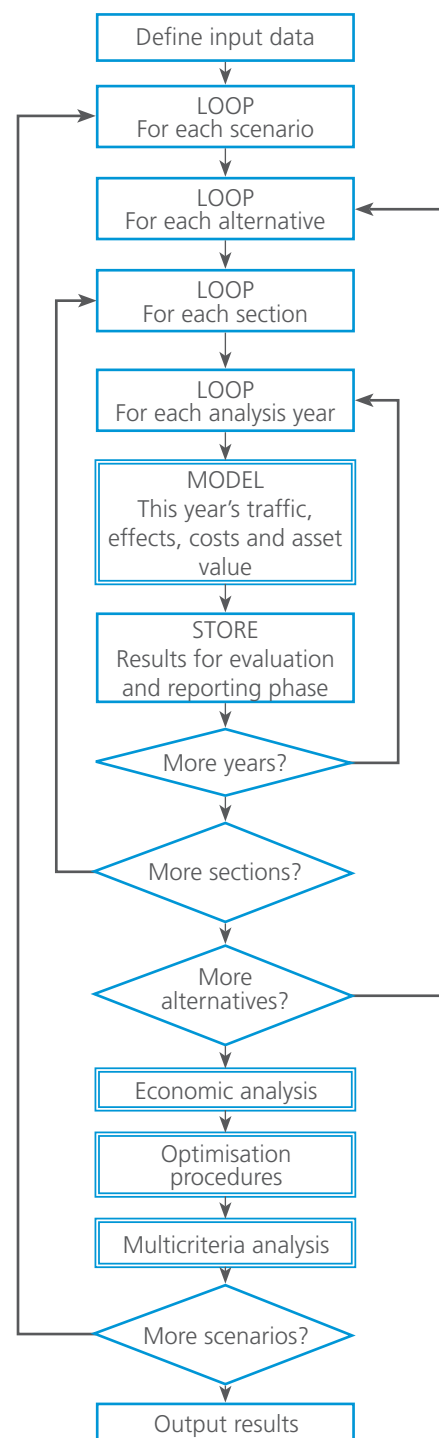 Define input data
LOOP
For each scenario
LOOP
For each alternative
LOOP
For each section
LOOP
For each analysis year
MODEL
This year's traffic,
effects, costs and asset
value
STORE
Results for evaluation
and reporting phase
More years?
More sections?
More
alternatives?
Economic analysis
Optimisation
procedures
Multicriteria analysis
More scenarios?
Output results